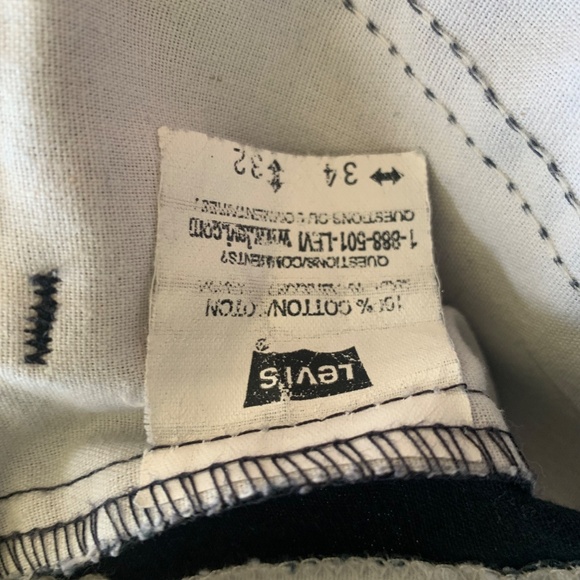 LEVI'S
®
100% COTTON/COTON
QUESTIONS/COMMENTS?
1-888-501-LEVI www.levi.com
QUESTIONS OU COMMENTAIRES?
↔ 34 ↕ 32